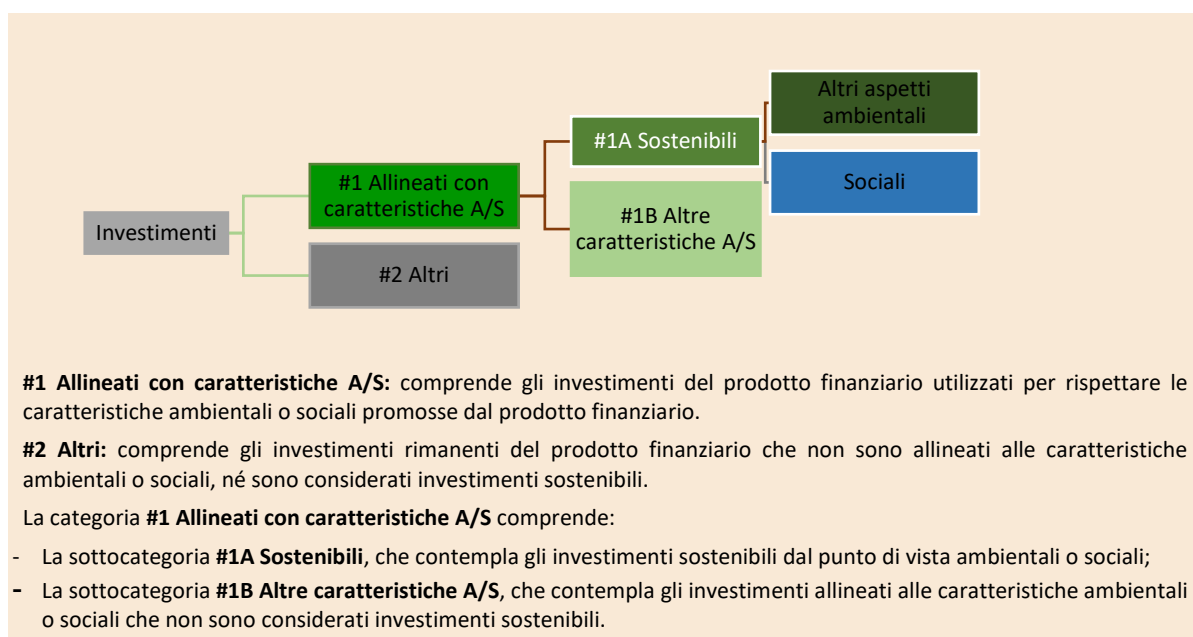 Altri aspetti
ambientali
#1A Sostenibili
#1 Allineati con
caratteristiche A/S
Sociali
#1B Altre
caratteristiche A/S
Investimenti
#2 Altri
#1 Allineati con caratteristiche A/S: comprende gli investimenti del prodotto finanziario utilizzati per rispettare le
caratteristiche ambientali o sociali promosse dal prodotto finanziario.
#2 Altri: comprende gli investimenti rimanenti del prodotto finanziario che non sono allineati alle caratteristiche
ambientali o sociali, né sono considerati investimenti sostenibili.
La categoria #1 Allineati con caratteristiche A/S comprende:
- La sottocategoria #1A Sostenibili, che contempla gli investimenti sostenibili dal punto di vista ambientali o sociali;
- La sottocategoria #1B Altre caratteristiche A/S, che contempla gli investimenti allineati alle caratteristiche ambientali
o sociali che non sono considerati investimenti sostenibili.